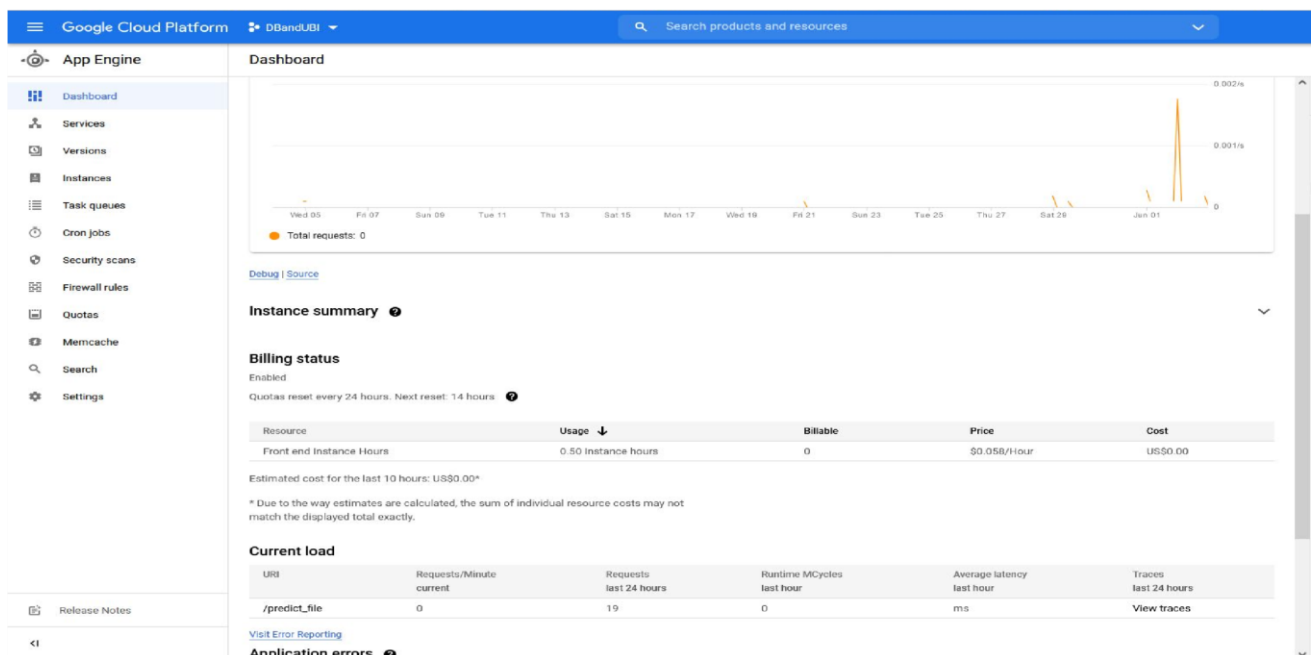 Google Cloud Platform DBandUBI Search products and resources
App Engine Dashboard
Dashboard
Services
Versions
Instances
Task queues
Cron jobs
Security scans
Firewall rules
Quotas
Memcache
Search
Settings
Release Notes
0.002/s
0.001/s
0
Wed 05 Fri 07 Sun 09 Tue 11 Thu 13 Sat 15 Mon 17 Wed 19 Fri 21 Sun 23 Tue 25 Thu 27 Sat 29 Jun 01
Total requests: 0
Debug | Source
Instance summary
Billing status
Enabled
Quotas reset every 24 hours. Next reset: 14 hours
Resource Usage Billable Price Cost
Front end Instance Hours 0.50 Instance hours 0 $0.058/Hour US$0.00
Estimated cost for the last 10 hours: US$0.00*
* Due to the way estimates are calculated, the sum of individual resource costs may not
match the displayed total exactly.
Current load
URI Requests/Minute Requests Runtime MCycles Average latency Traces
current last 24 hours last hour last hour last 24 hours
/predict_file 0 19 0 ms View traces
Visit Error Reporting
Application errors